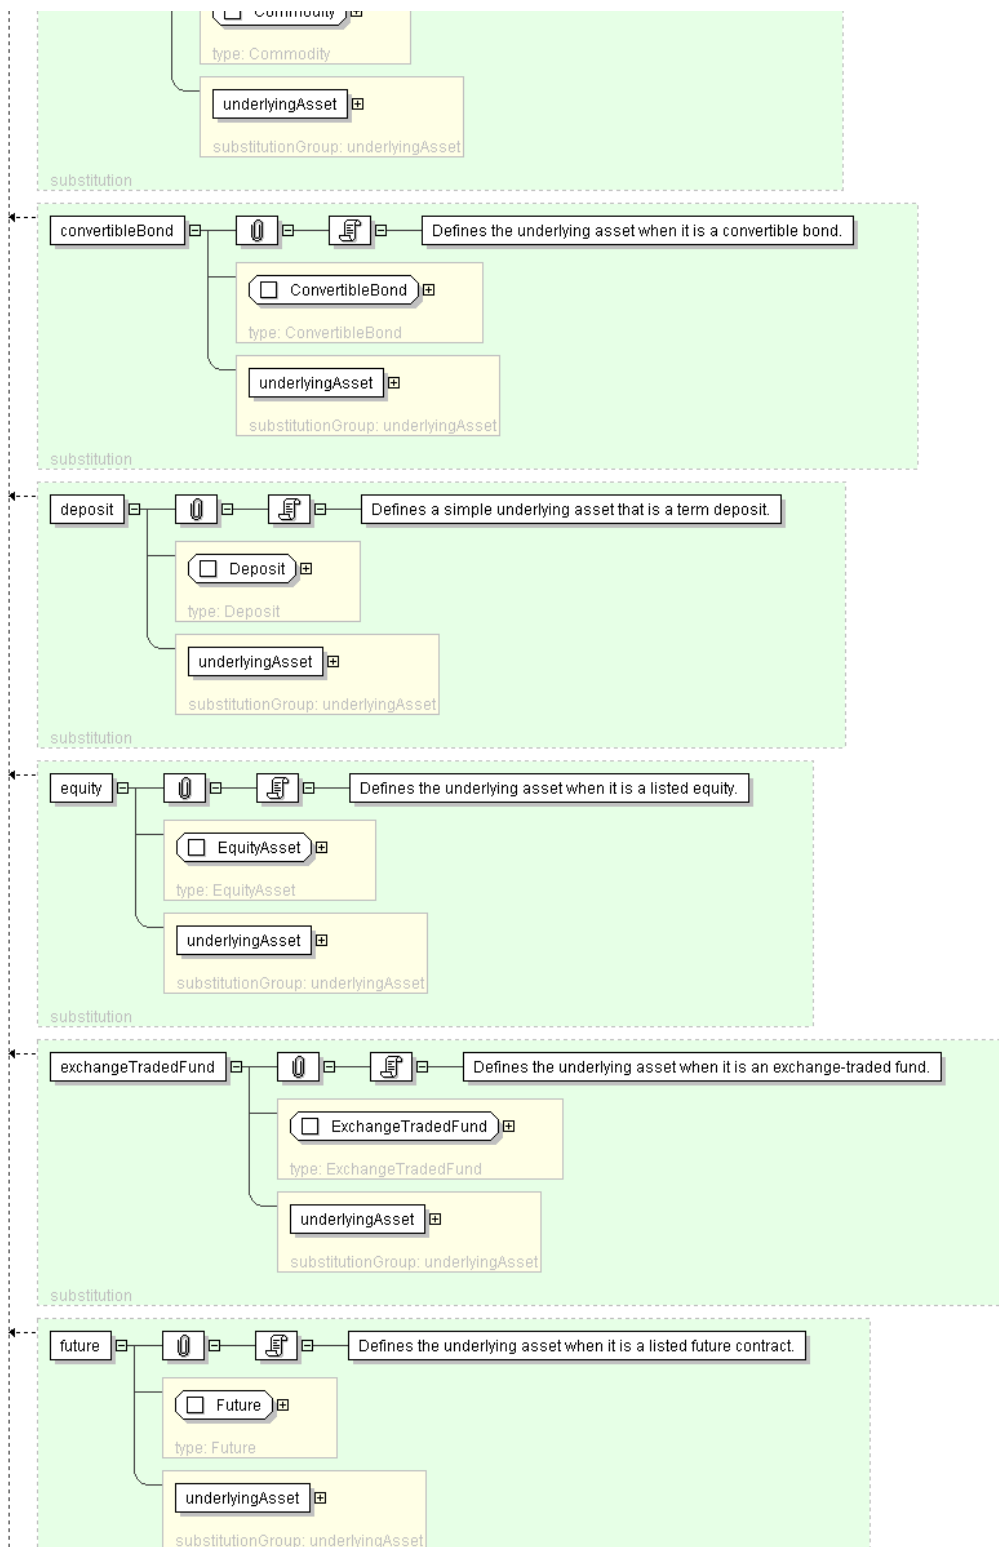 Commodity
type: Commodity
underlyingAsset
substitutionGroup: underlyingAsset
substitution
convertibleBond Defines the underlying asset when it is a convertible bond.
ConvertibleBond
type: ConvertibleBond
underlyingAsset
substitutionGroup: underlyingAsset
substitution
deposit Defines a simple underlying asset that is a term deposit.
Deposit
type: Deposit
underlyingAsset
substitutionGroup: underlyingAsset
substitution
equity Defines the underlying asset when it is a listed equity.
EquityAsset
type: EquityAsset
underlyingAsset
substitutionGroup: underlyingAsset
substitution
exchangeTradedFund Defines the underlying asset when it is an exchange-traded fund.
ExchangeTradedFund
type: ExchangeTradedFund
underlyingAsset
substitutionGroup: underlyingAsset
substitution
future Defines the underlying asset when it is a listed future contract.
Future
type: Future
underlyingAsset
substitutionGroup: underlyingAsset